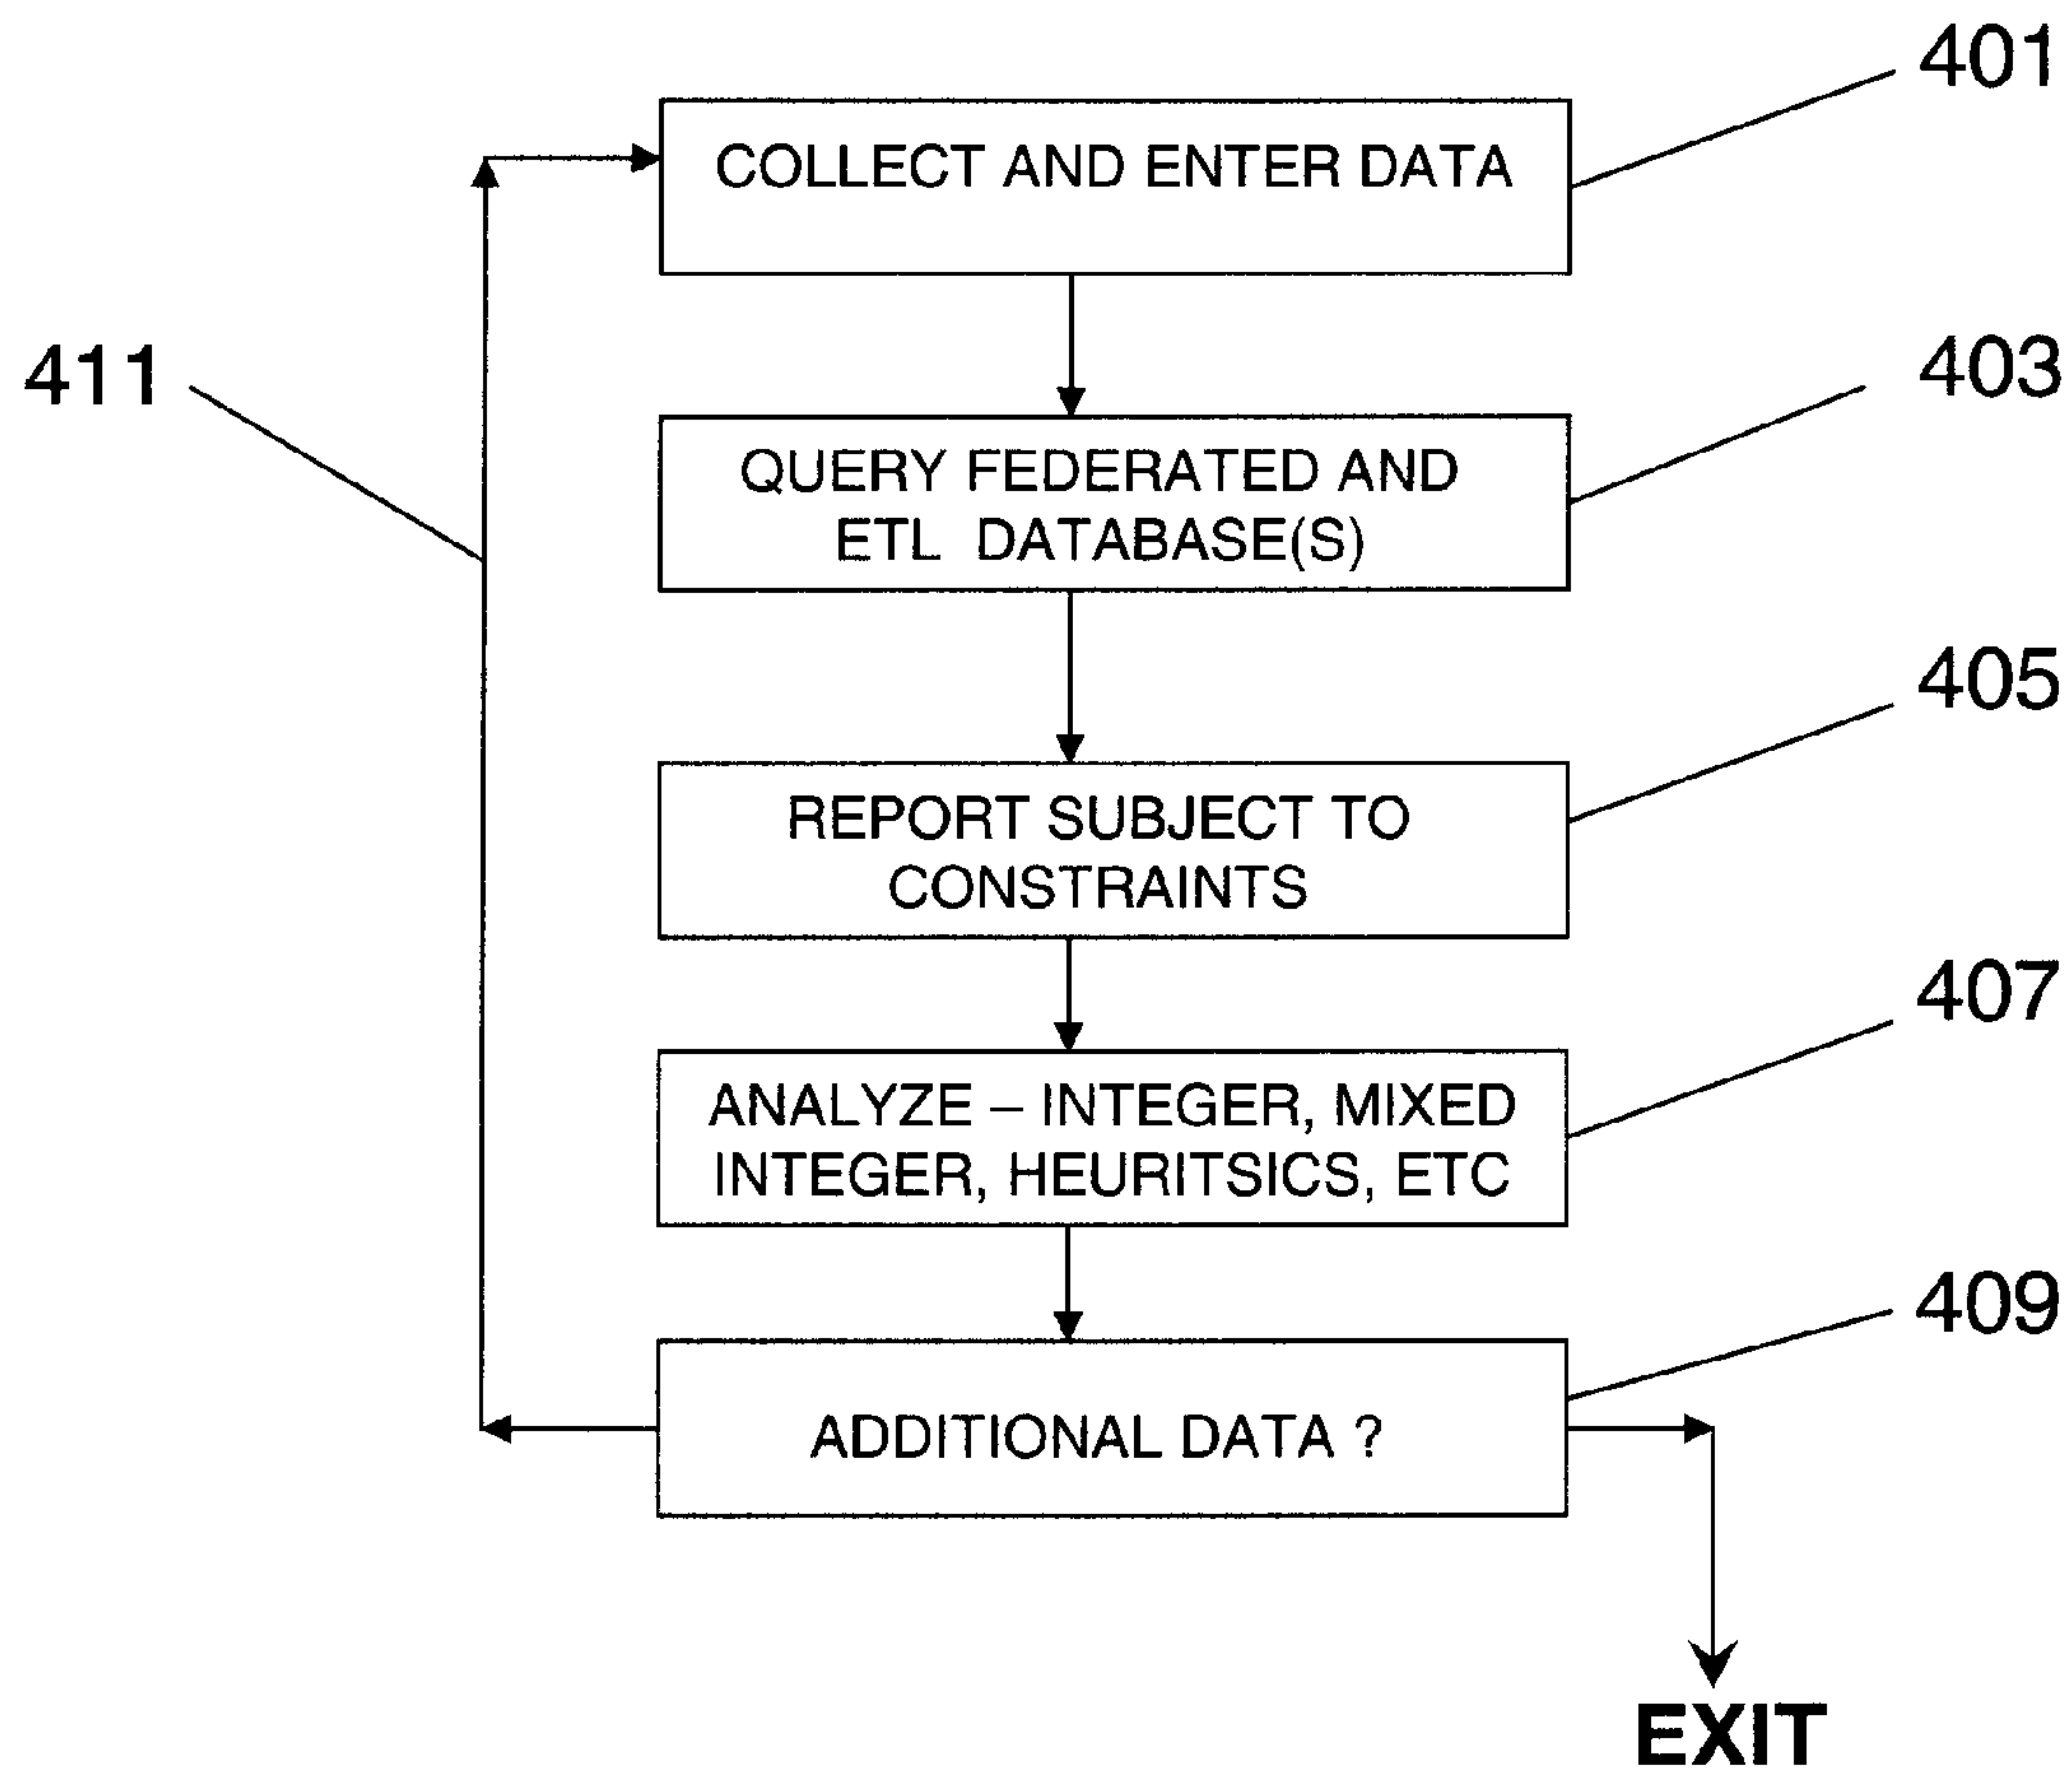 401
COLLECT AND ENTER DATA
411
403
QUERY FEDERATED AND
ETL DATABASE(S)
405
REPORT SUBJECT TO
CONSTRAINTS
407
ANALYZE – INTEGER, MIXED
INTEGER, HEURITSICS, ETC
409
ADDITIONAL DATA ?
EXIT